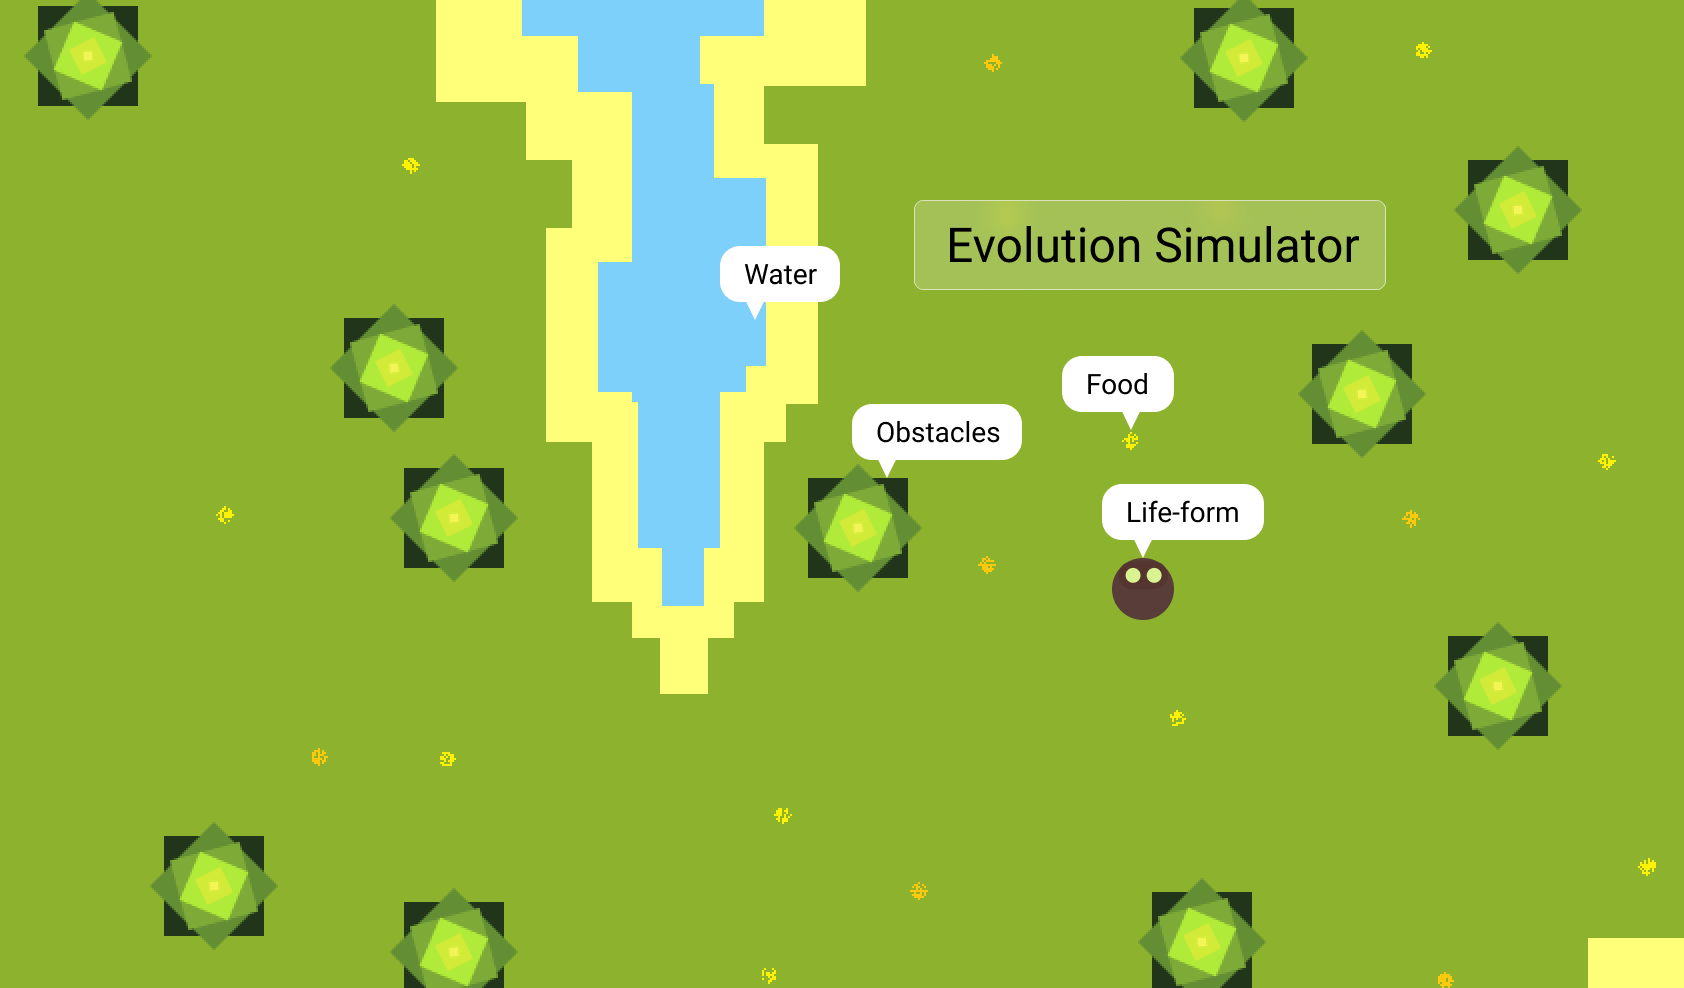 Evolution Simulator
Water
Food
Obstacles
Life-form